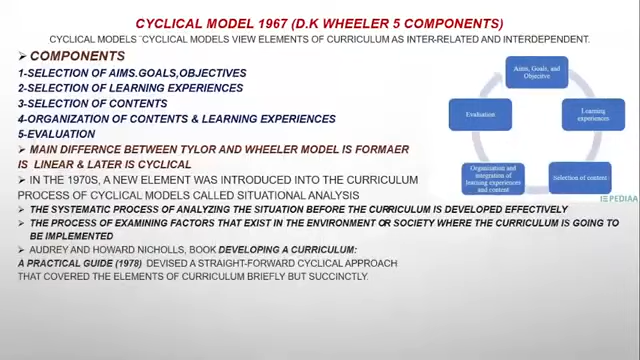 CYCLICAL MODEL 1967 (D.K WHEELER 5 COMPONENTS)
CYCLICAL MODELS ¨CYCLICAL MODELS VIEW ELEMENTS OF CURRICULUM AS INTER-RELATED AND INTERDEPENDENT.
➢COMPONENTS
1-SELECTION OF AIMS.GOALS,OBJECTIVES
2-SELECTION OF LEARNING EXPERIENCES
3-SELECTION OF CONTENTS
4-ORGANIZATION OF CONTENTS & LEARNING EXPERIENCES
5-EVALUATION
➢MAIN DIFFERNCE BETWEEN TYLOR AND WHEELER MODEL IS FORMAER
IS LINEAR & LATER IS CYCLICAL
➢IN THE 1970S, A NEW ELEMENT WAS INTRODUCED INTO THE CURRICULUM
PROCESS OF CYCLICAL MODELS CALLED SITUATIONAL ANALYSIS
➢THE SYSTEMATIC PROCESS OF ANALYZING THE SITUATION BEFORE THE CURRICULUM IS DEVELOPED EFFECTIVELY
➢THE PROCESS OF EXAMINING FACTORS THAT EXIST IN THE ENVIRONMENT OR SOCIETY WHERE THE CURRICULUM IS GOING TO
BE IMPLEMENTED
➢AUDREY AND HOWARD NICHOLLS, BOOK DEVELOPING A CURRICULUM:
A PRACTICAL GUIDE (1978) DEVISED A STRAIGHT-FORWARD CYCLICAL APPROACH
THAT COVERED THE ELEMENTS OF CURRICULUM BRIEFLY BUT SUCCINCTLY.
Aims, Goals, and
Objective
Learning
experiences
Selection of content
Organization and
integration of
learning experiences
and content
Evaluation
PEDIAA